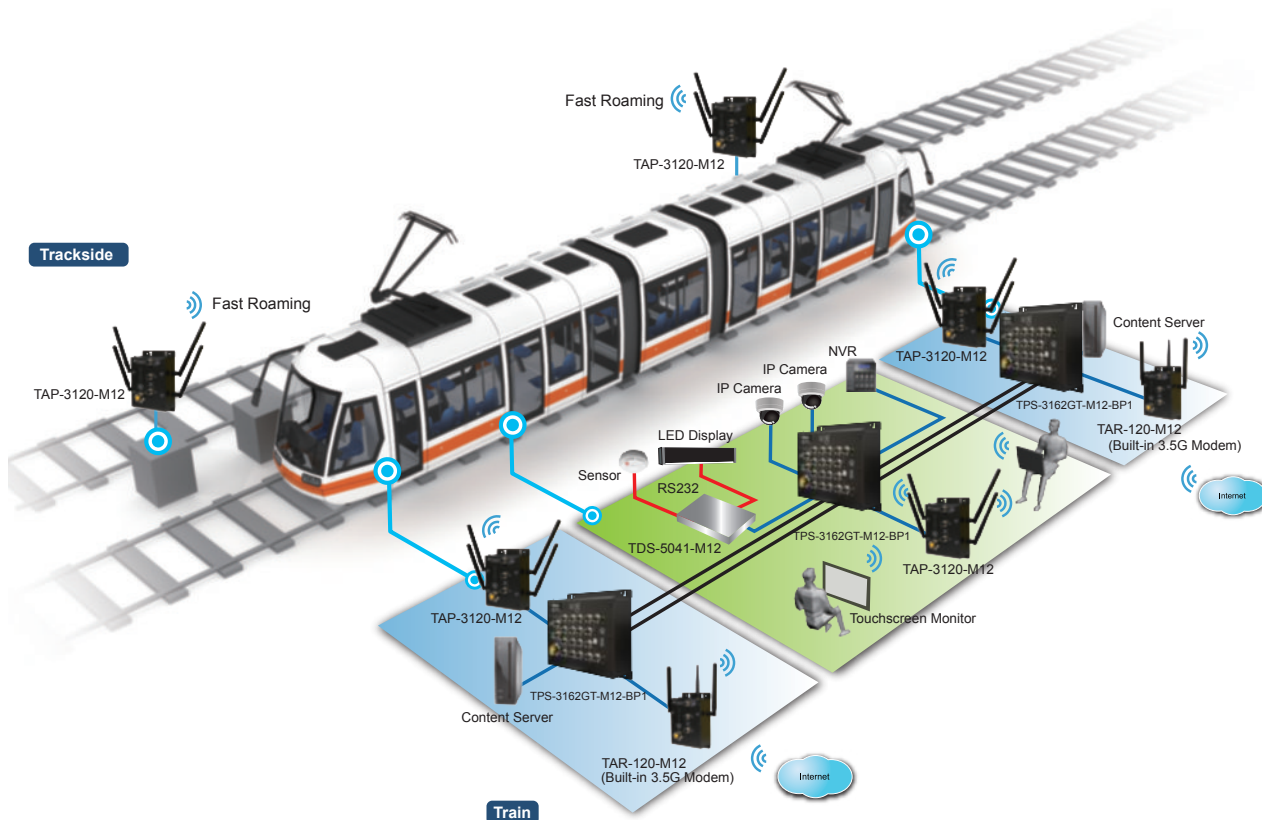 Fast Roaming
TAP-3120-M12
Trackside
Fast Roaming
TAP-3120-M12
TAP-3120-M12
Content Server
TPS-3162GT-M12-BP1
TAR-120-M12
(Built-in 3.5G Modem)
Internet
NVR
IP Camera
IP Camera
LED Display
Sensor
RS232
TDS-5041-M12
TPS-3162GT-M12-BP1
TAP-3120-M12
Touchscreen Monitor
TAP-3120-M12
TPS-3162GT-M12-BP1
Content Server
TAR-120-M12
(Built-in 3.5G Modem)
Internet
Train